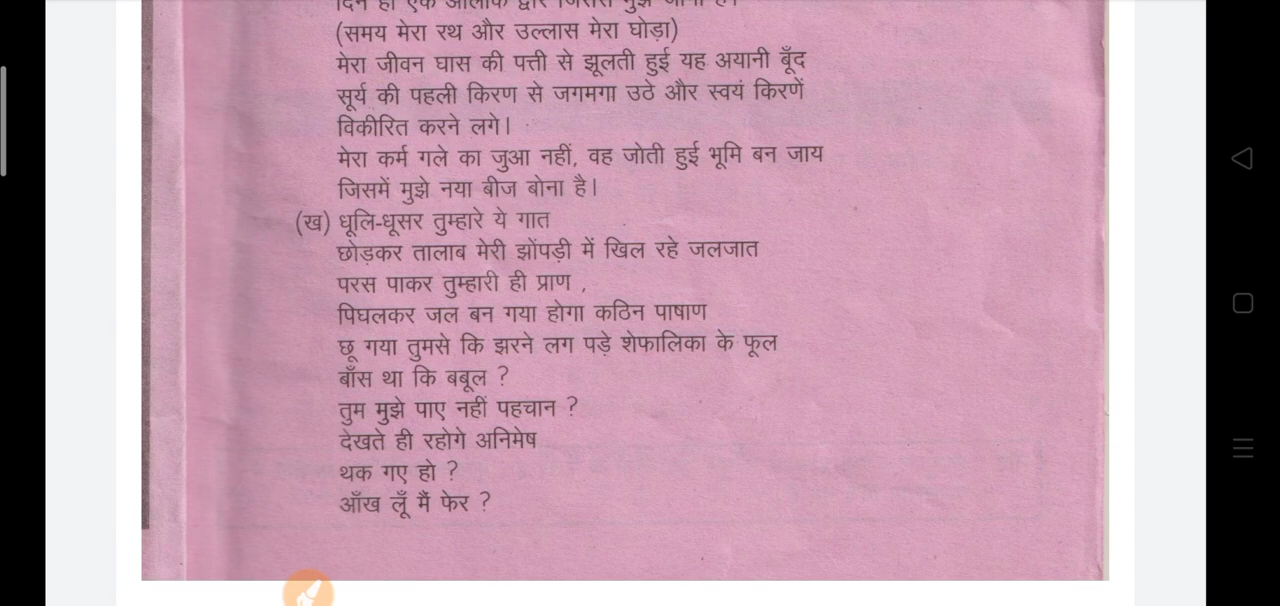 (समय मेरा रथ और उल्लास मेरा घोड़ा)
मेरा जीवन घास की पत्ती से झूलती हुई यह अयानी बूँद
सूर्य की पहली किरण से जगमगा उठे और स्वयं किरणें
विकीरित करने लगे।
मेरा कर्म गले का जुआ नहीं, वह जोती हुई भूमि बन जाय
जिसमें मुझे नया बीज बोना है।
(ख) धूलि-धूसर तुम्हारे ये गात
छोड़कर तालाब मेरी झोंपड़ी में खिल रहे जलजात
परस पाकर तुम्हारी ही प्राण ,
पिघलकर जल बन गया होगा कठिन पाषाण
छू गया तुमसे कि झरने लग पड़े शेफालिका के फूल
बाँस था कि बबूल ?
तुम मुझे पाए नहीं पहचान ?
देखते ही रहोगे अनिमेष
थक गए हो ?
आँख लूँ मैं फेर ?